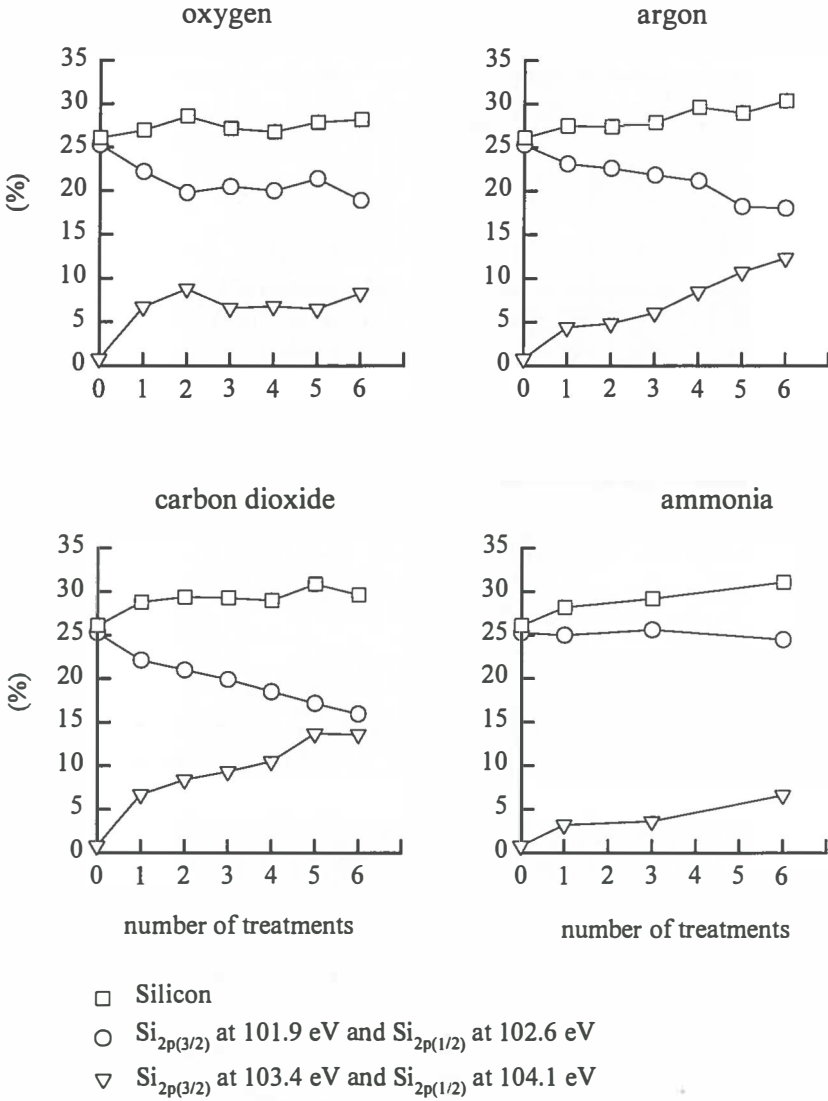 oxygen
argon
35
30
25
20
15
10
5
0
(%)
0 1 2 3 4 5 6
35
30
25
20
15
10
5
0
0 1 2 3 4 5 6
carbon dioxide
ammonia
35
30
25
20
15
10
5
0
(%)
0 1 2 3 4 5 6
number of treatments
35
30
25
20
15
10
5
0
0 1 2 3 4 5 6
number of treatments
Silicon
Si2p(3/2) at 101.9 eV and Si2p(1/2) at 102.6 eV
Si2p(3/2) at 103.4 eV and Si2p(1/2) at 104.1 eV